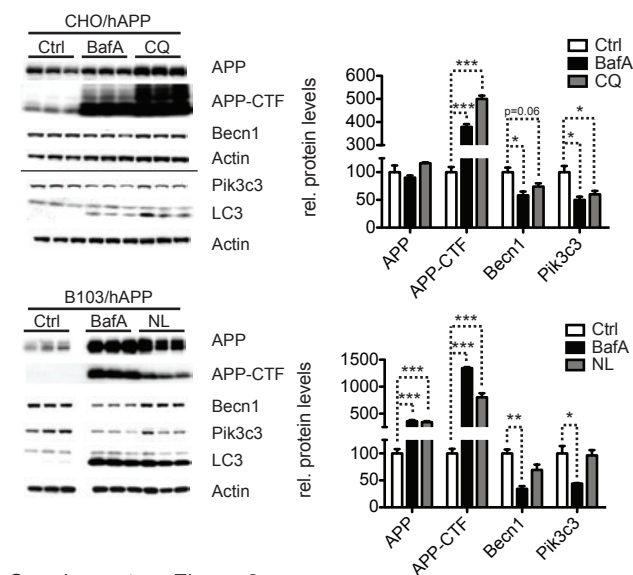 CHO/hAPP
Ctrl BafA CQ
APP
APP-CTF
Becn1
Actin
Pik3c3
LC3
Actin
rel. protein levels
600
500
400
300
100
50
0
***
***
p=0.06
*
*
*
Ctrl
BafA
CQ
APP
APP-CTF
Becn1
Pik3c3
B103/hAPP
Ctrl BafA NL
APP
APP-CTF
Becn1
Pik3c3
LC3
Actin
rel. protein levels
1500
1000
500
100
50
0
***
***
***
***
**
*
Ctrl
BafA
NL
APP
APP-CTF
Becn1
Pik3c3